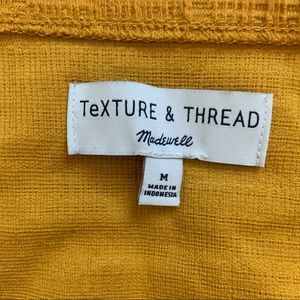 TeXTURE & THREAD
Madewell
M
MADE IN
INDONESIA